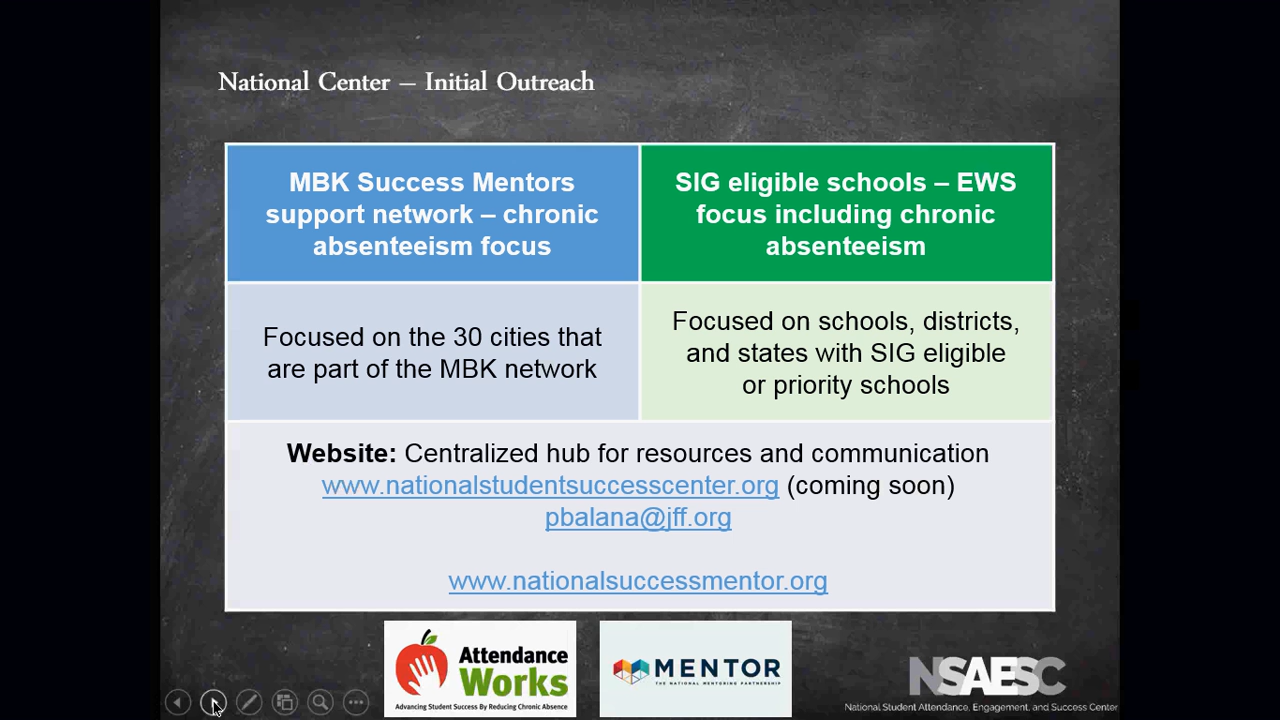 National Center – Initial Outreach
MBK Success Mentors
support network – chronic
absenteeism focus
SIG eligible schools – EWS
focus including chronic
absenteeism
Focused on the 30 cities that
are part of the MBK network
Focused on schools, districts,
and states with SIG eligible
or priority schools
Website: Centralized hub for resources and communication
www.nationalstudentsuccesscenter.org (coming soon)
pbalana@jff.org
www.nationalsuccessmentor.org
Attendance
Works
Advancing Student Success By Reducing Chronic Absence
MENTOR
THE NATIONAL MENTORING PARTNERSHIP
NSAESC
National Student Attendance, Engagement, and Success Center